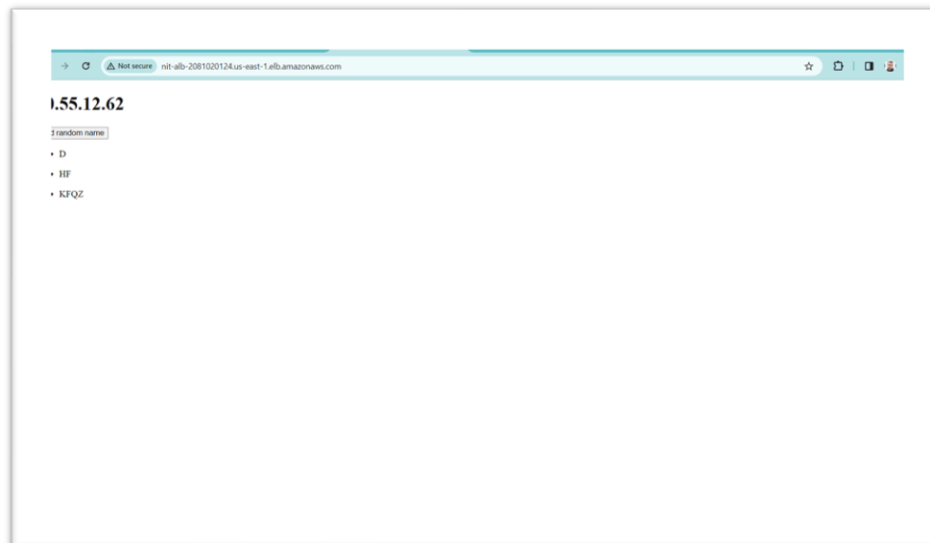 Not secure nit-alb-2081020124.us-east-1.elb.amazonaws.com
.55.12.62
random name
• D
• HF
• KFQZ